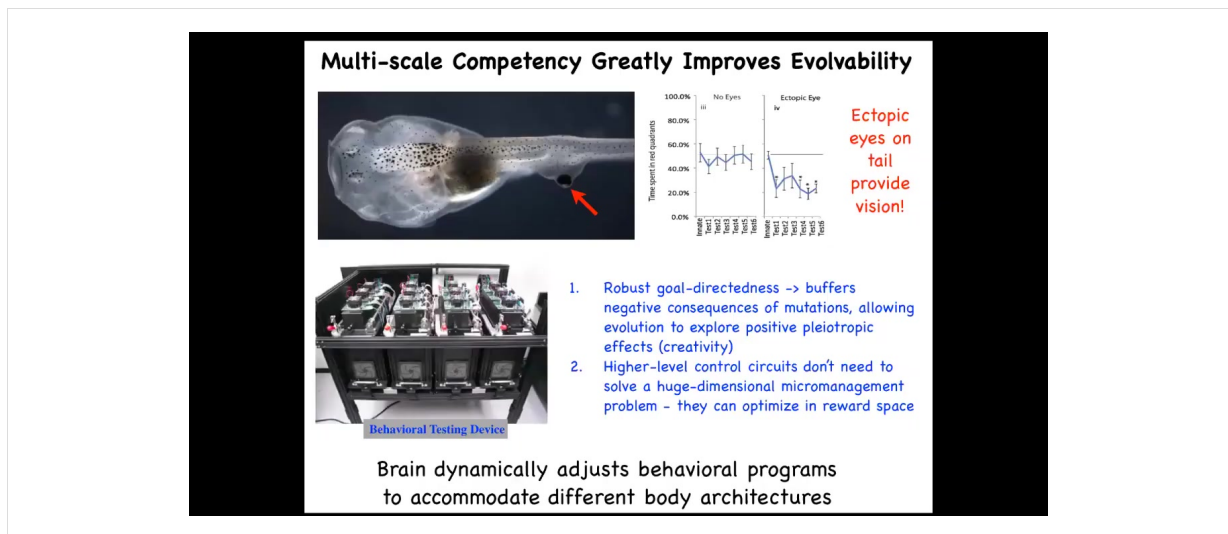 Multi-scale Competency Greatly Improves Evolvability
100.0%
80.0%
60.0%
40.0%
20.0%
0.0%
Time spent in red quadrants
No Eyes
iii
Ectopic Eye
iv
Innate
Test1
Test2
Test3
Test4
Test5
Test6
Innate
Test1
Test2
Test3
Test4
Test5
Test6
Ectopic
eyes on
tail
provide
vision!
Behavioral Testing Device
1. Robust goal-directedness -> buffers
negative consequences of mutations, allowing
evolution to explore positive pleiotropic
effects (creativity)
2. Higher-level control circuits don't need to
solve a huge-dimensional micromanagement
problem - they can optimize in reward space
Brain dynamically adjusts behavioral programs
to accommodate different body architectures